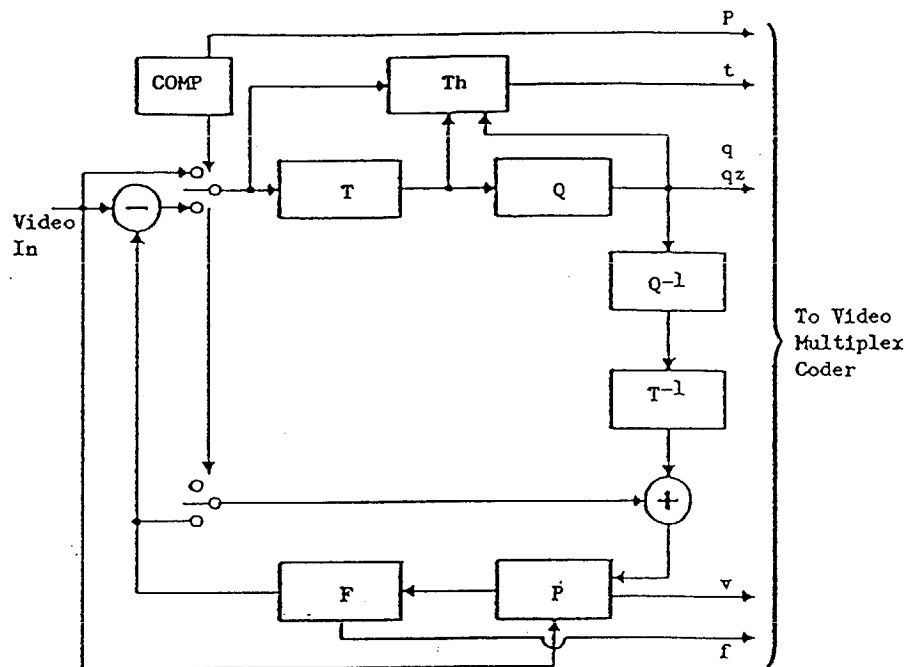 P
COMP
Th
t
q
T
Q
qz
Video
In
Q-1
To Video
Multiplex
Coder
T-1
F
P
v
f